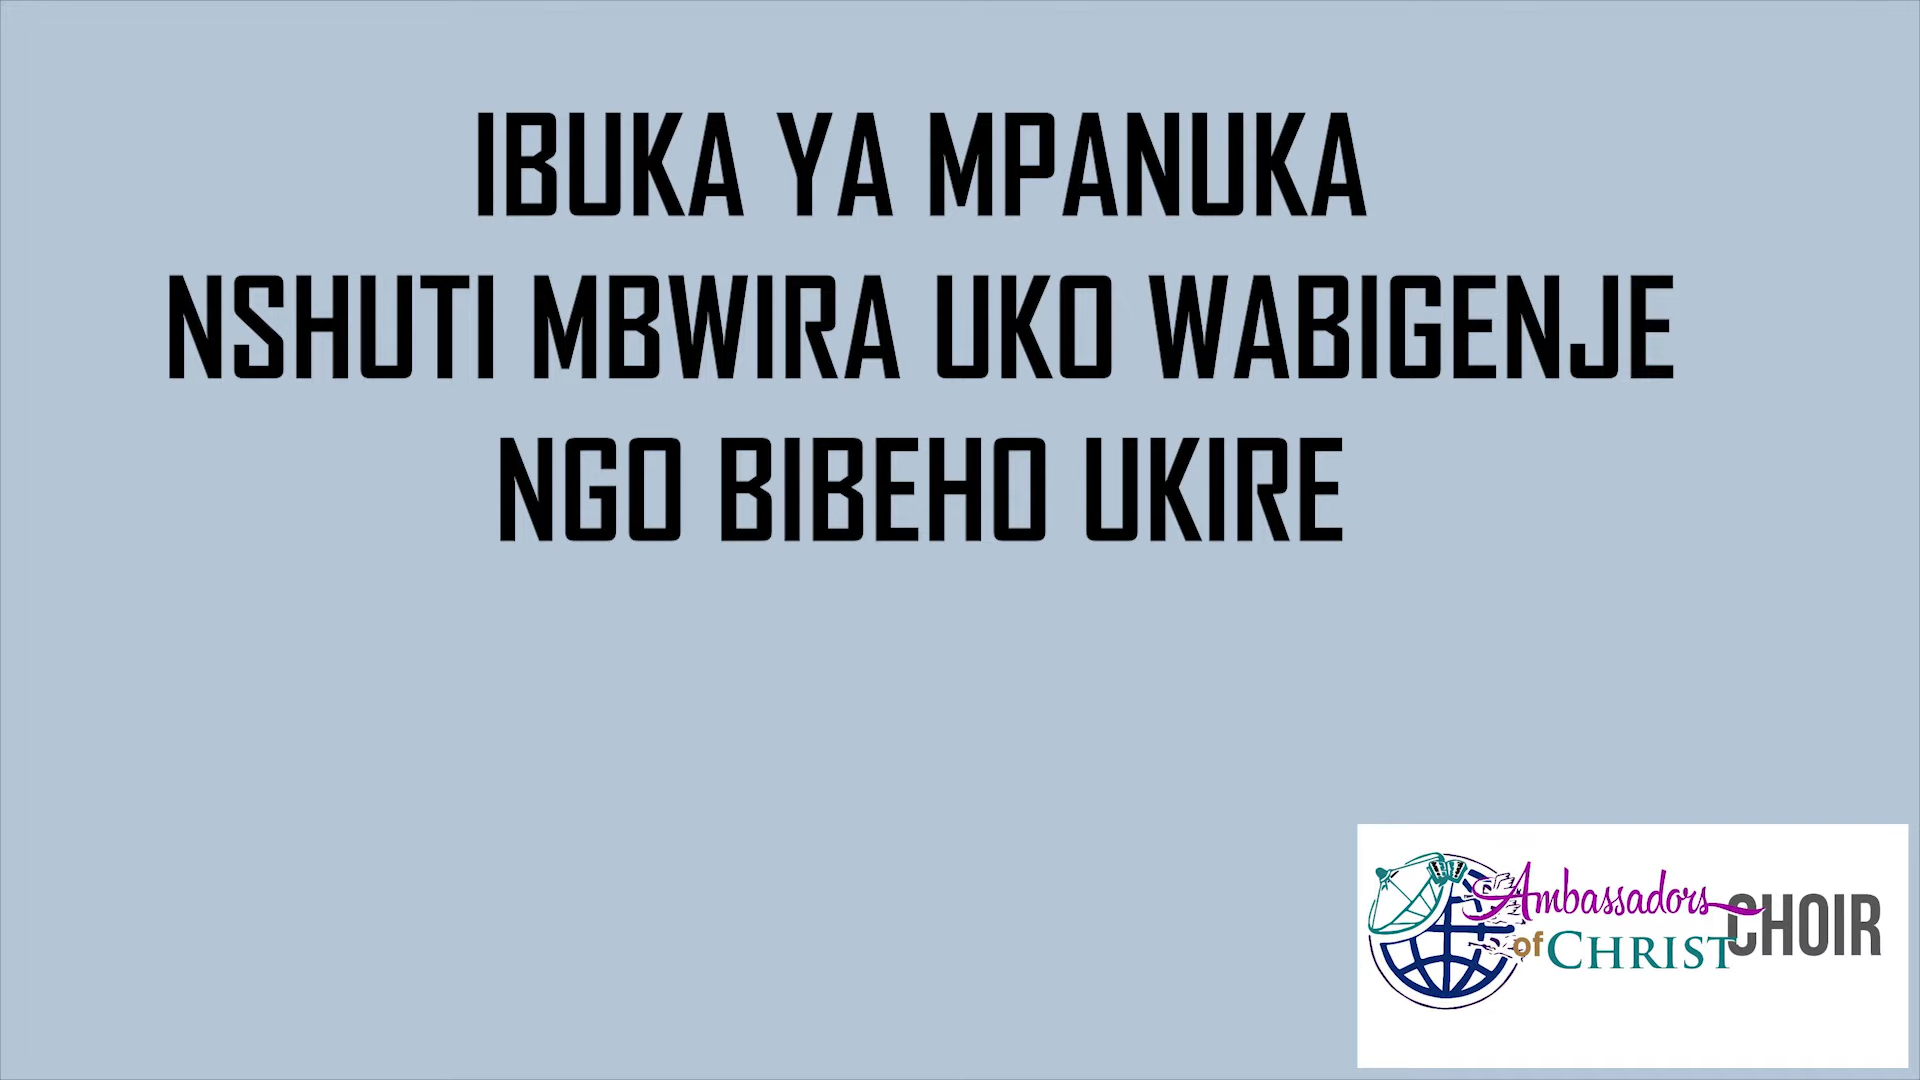 IBUKA YA MPANUKA
NSHUTI MBWIRA UKO WABIGENJE
NGO BIBEHO UKIRE
Ambassadors
of CHRIST
CHOIR